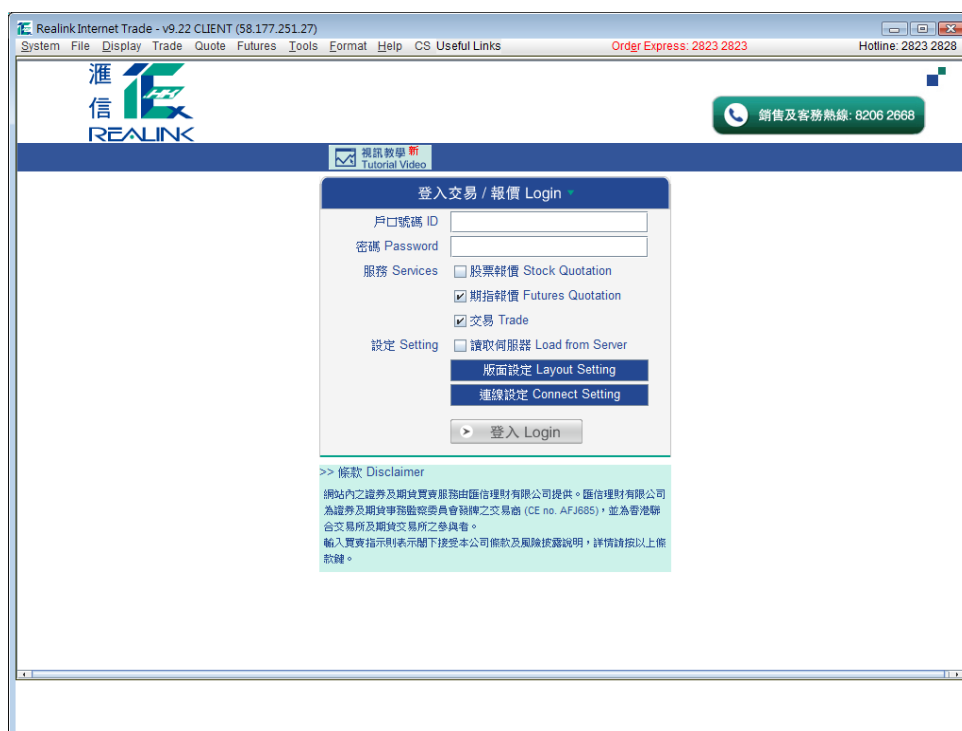 Realink Internet Trade - v9.22 CLIENT (58.177.251.27)
System File Display Trade Quote Futures Tools Format Help CS Useful Links Order Express: 2823 2823 Hotline: 2823 2828
滙
信
REALINK
銷售及客務熱線: 8206 2668
視訊教學 新
Tutorial Video
登入交易 / 報價 Login
戶口號碼 ID
密碼 Password
服務 Services 股票報價 Stock Quotation
期指報價 Futures Quotation
交易 Trade
設定 Setting 讀取伺服器 Load from Server
版面設定 Layout Setting
連線設定 Connect Setting
登入 Login
>> 條款 Disclaimer
網站內之證券及期貨買賣服務由匯信理財有限公司提供。匯信理財有限公司
為證券及期貨事務監察委員會發牌之交易商 (CE no. AFJ685)，並為香港聯
合交易所及期貨交易所之參與者。
輸入買賣指示則表示閣下接受本公司條款及風險披露說明，詳情請按以上條
款鏈。